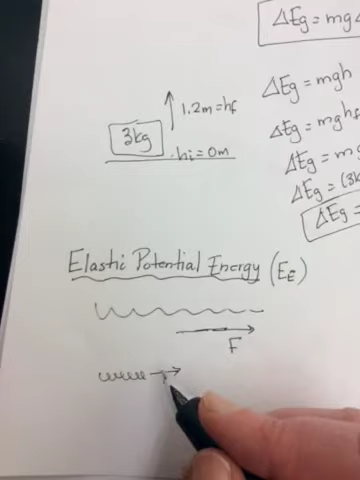 ΔEg = mg
ΔEg = mgh
1.2m = hf
3kg
hi = 0m
ΔEg = mghf
ΔEg = m
ΔEg = (3k
ΔEg =
Elastic Potential Energy (EE)
F